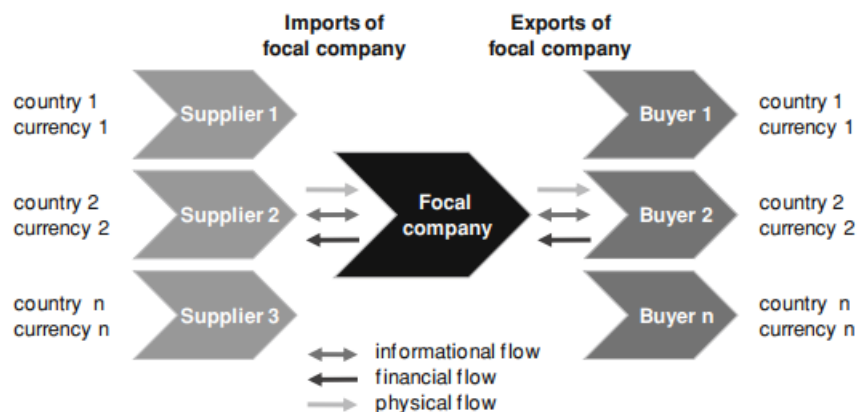 Imports of
focal company
Exports of
focal company
country 1
currency 1
Supplier 1
Buyer 1
country 1
currency 1
country 2
currency 2
Supplier 2
Focal
company
Buyer 2
country 2
currency 2
country n
currency n
Supplier 3
Buyer n
country n
currency n
informational flow
financial flow
physical flow